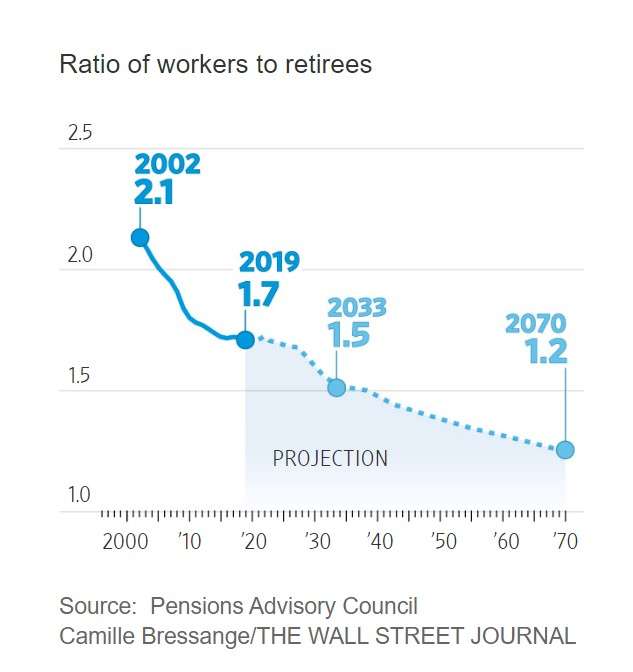 Ratio of workers to retirees
2.5
2002
2.1
2.0
2019
1.7
2033
1.5
2070
1.2
1.5
PROJECTION
1.0
2000 '10 '20 '30 '40 '50 '60 '70
Source: Pensions Advisory Council
Camille Bressange/THE WALL STREET JOURNAL